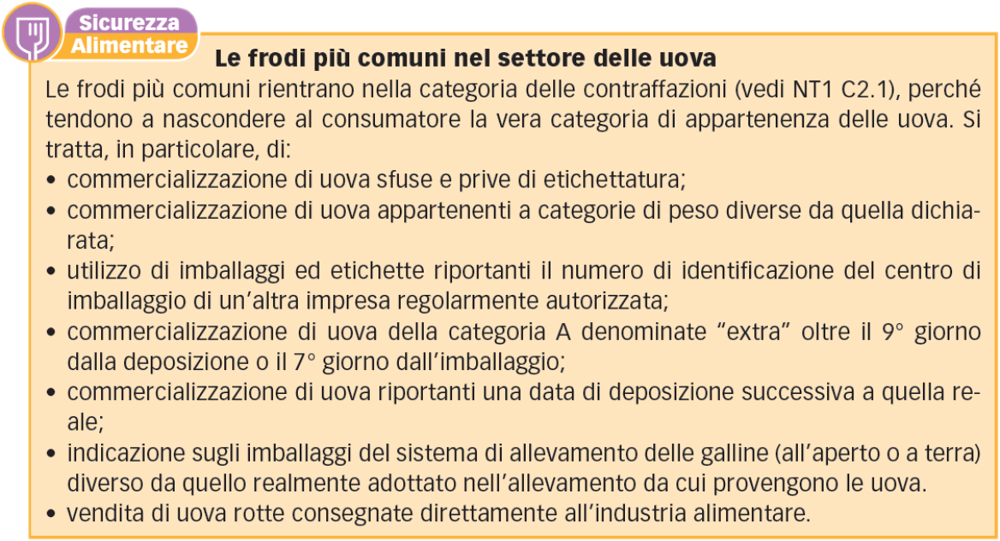 Sicurezza
Alimentare
Le frodi più comuni nel settore delle uova
Le frodi più comuni rientrano nella categoria delle contraffazioni (vedi NT1 C2.1), perché
tendono a nascondere al consumatore la vera categoria di appartenenza delle uova. Si
tratta, in particolare, di:
• commercializzazione di uova sfuse e prive di etichettatura;
• commercializzazione di uova appartenenti a categorie di peso diverse da quella dichia-
rata;
• utilizzo di imballaggi ed etichette riportanti il numero di identificazione del centro di
imballaggio di un'altra impresa regolarmente autorizzata;
• commercializzazione di uova della categoria A denominate “extra” oltre il 9° giorno
dalla deposizione o il 7° giorno dall'imballaggio;
• commercializzazione di uova riportanti una data di deposizione successiva a quella re-
ale;
• indicazione sugli imballaggi del sistema di allevamento delle galline (all'aperto o a terra)
diverso da quello realmente adottato nell'allevamento da cui provengono le uova.
• vendita di uova rotte consegnate direttamente all'industria alimentare.